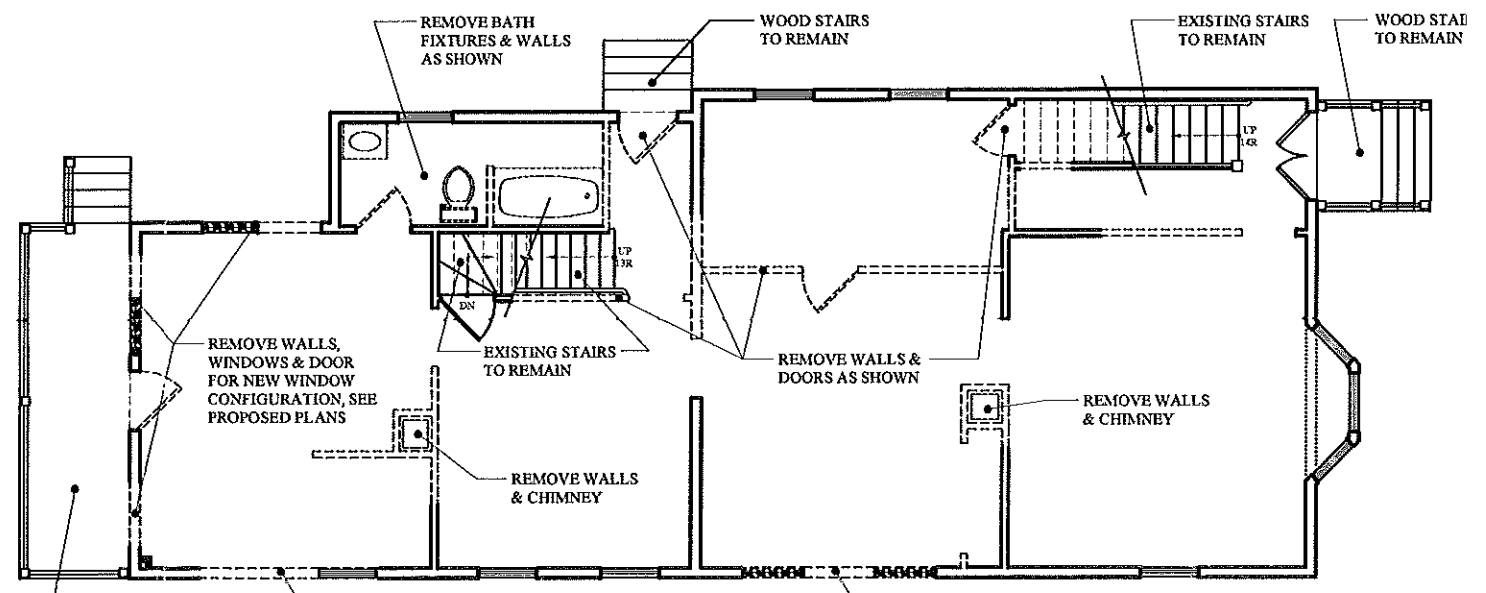 REMOVE BATH
FIXTURES & WALLS
AS SHOWN
WOOD STAIRS
TO REMAIN
EXISTING STAIRS
TO REMAIN
WOOD STAI
TO REMAIN
UP
14R
UP
13R
DN
REMOVE WALLS,
WINDOWS & DOOR
FOR NEW WINDOW
CONFIGURATION, SEE
PROPOSED PLANS
EXISTING STAIRS
TO REMAIN
REMOVE WALLS &
DOORS AS SHOWN
REMOVE WALLS
& CHIMNEY
REMOVE WALLS
& CHIMNEY